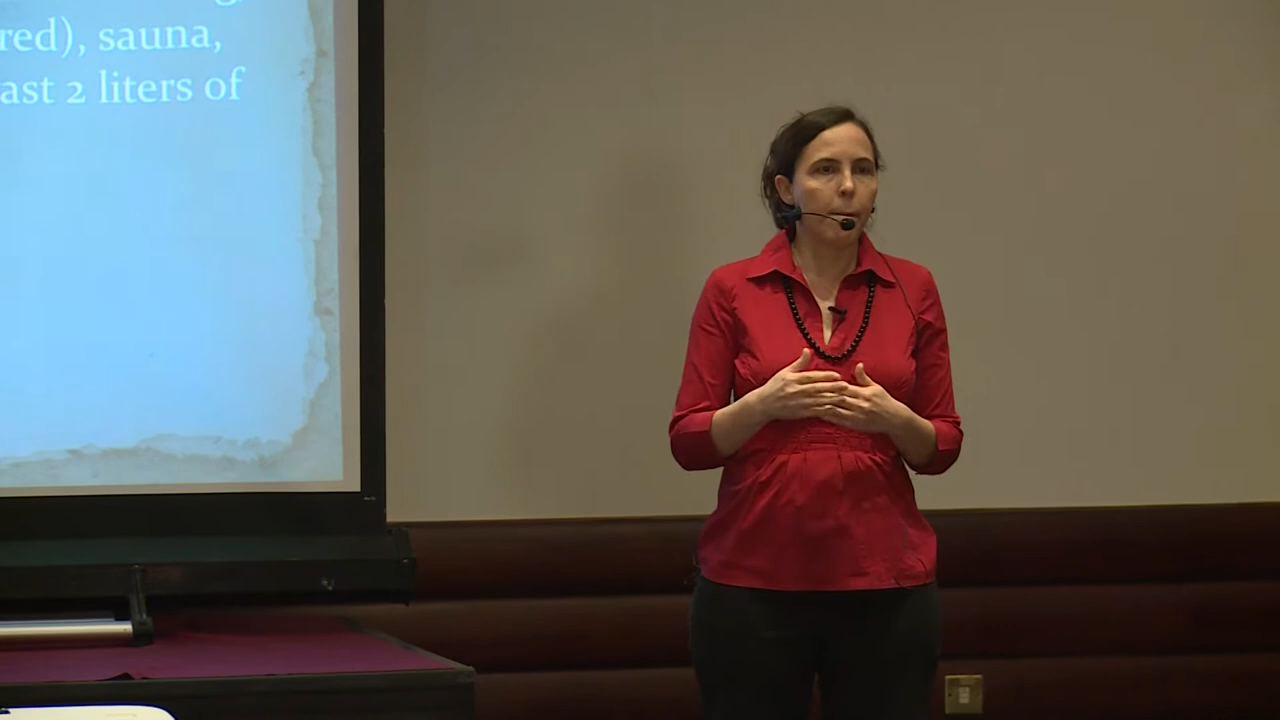 red), sauna,
ast 2 liters of